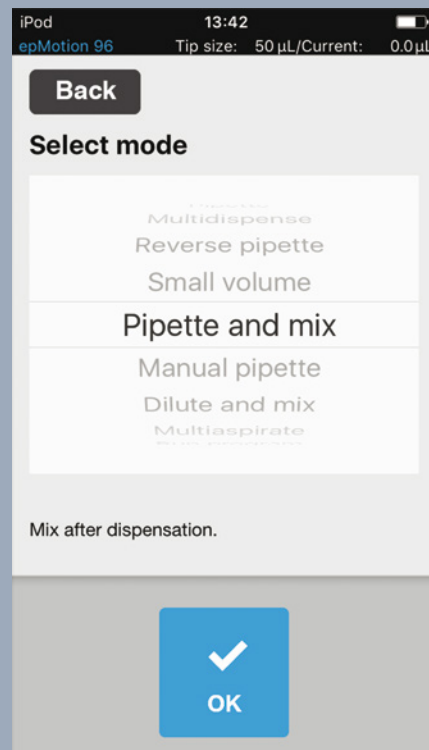 iPod 13:42
epMotion 96 Tip size: 50 µL/Current: 0.0 µL
Back
Select mode
Pipette
Multidispense
Reverse pipette
Small volume
Pipette and mix
Manual pipette
Dilute and mix
Multiaspirate
Mix after dispensation.
OK